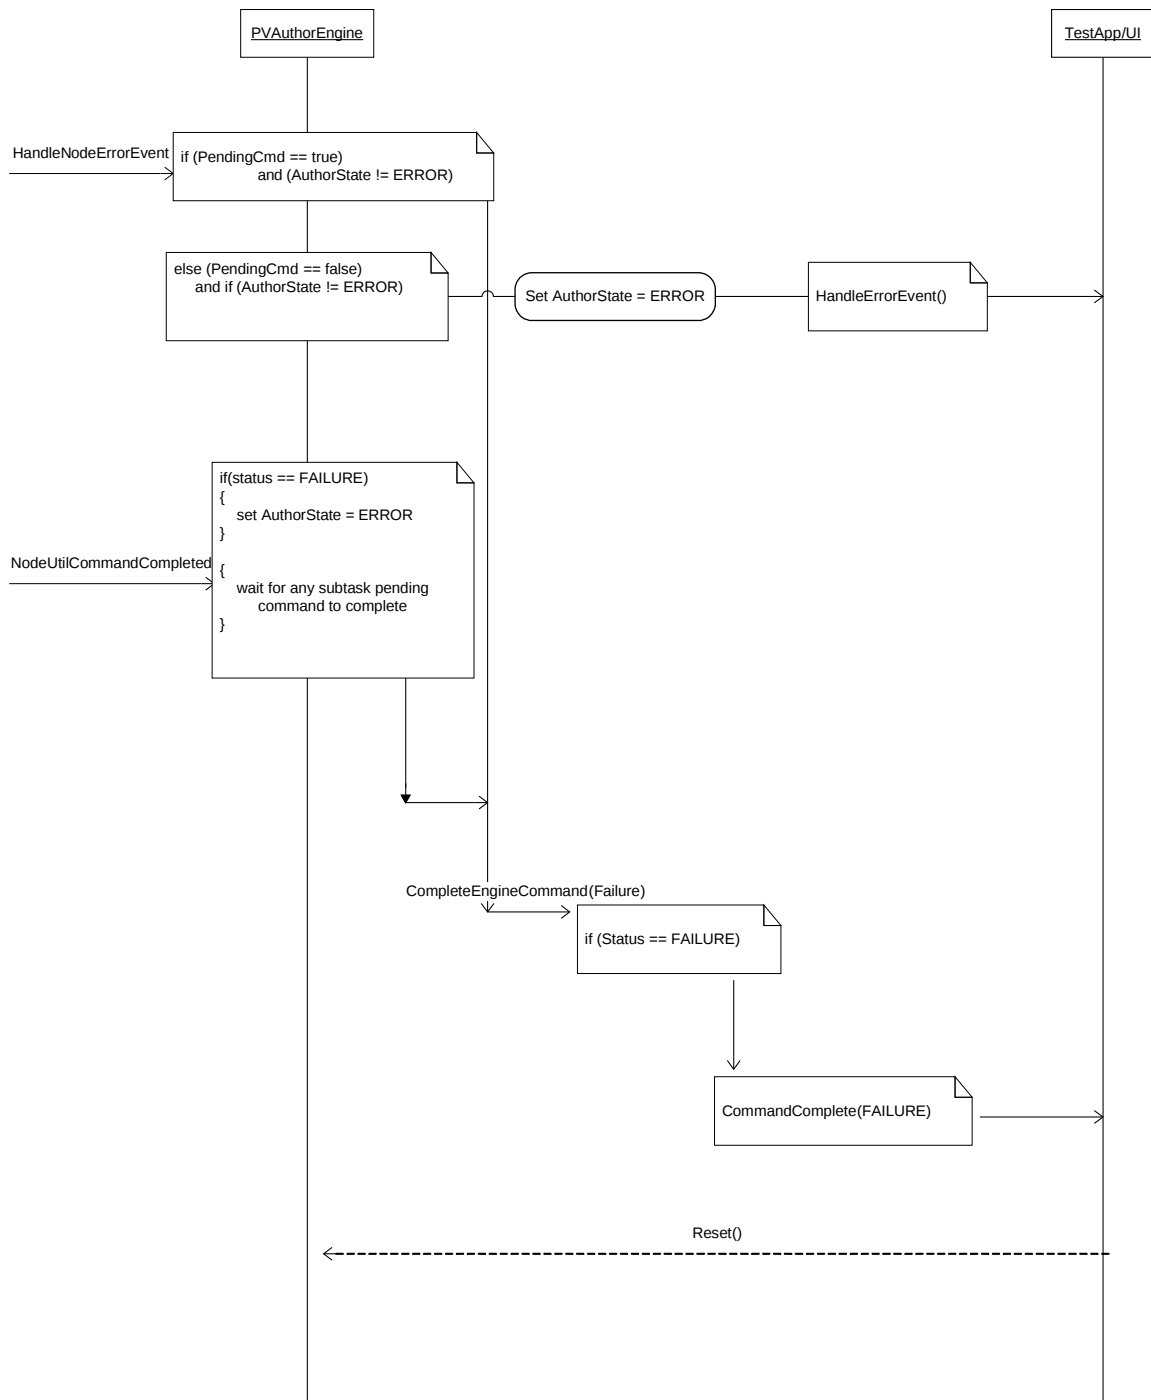 PVAuthorEngine
TestApp/UI
HandleNodeErrorEvent
if (PendingCmd == true)
and (AuthorState != ERROR)
else (PendingCmd == false)
and if (AuthorState != ERROR)
Set AuthorState = ERROR
HandleErrorEvent()
if(status == FAILURE)
{
set AuthorState = ERROR
}
NodeUtilCommandCompleted
{
wait for any subtask pending
command to complete
}
CompleteEngineCommand(Failure)
if (Status == FAILURE)
CommandComplete(FAILURE)
Reset()